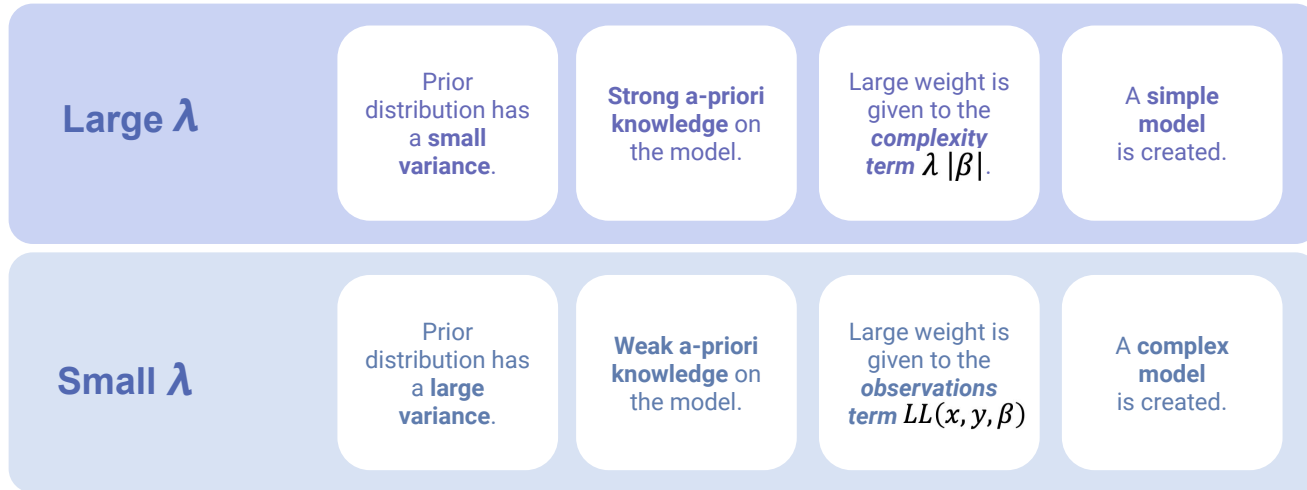 Large λ
Prior
distribution has
a small
variance.
Strong a-priori
knowledge on
the model.
Large weight is
given to the
complexity
term λ |β|.
A simple
model
is created.
Small λ
Prior
distribution has
a large
variance.
Weak a-priori
knowledge on
the model.
Large weight is
given to the
observations
term LL(x, y, β)
A complex
model
is created.